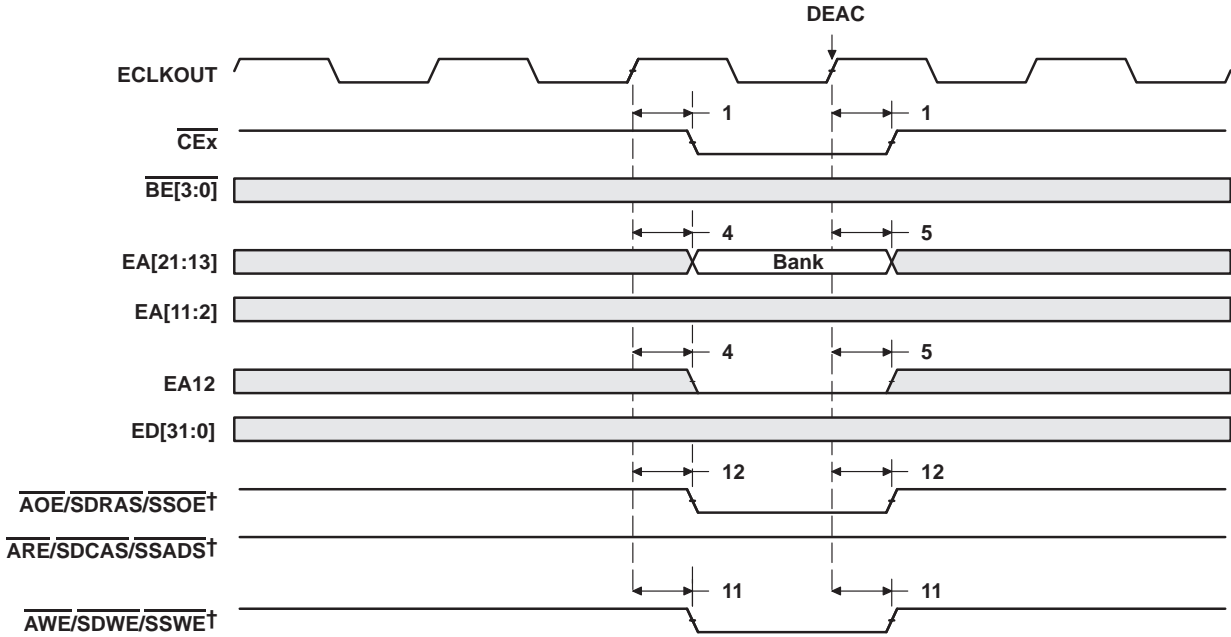 DEAC
ECLKOUT
1 1
CEx
BE[3:0]
4 5
EA[21:13] Bank
EA[11:2]
4 5
EA12
ED[31:0]
12 12
AOE/SDRAS/SSOE†
ARE/SDCAS/SSADS†
11 11
AWE/SDWE/SSWE†